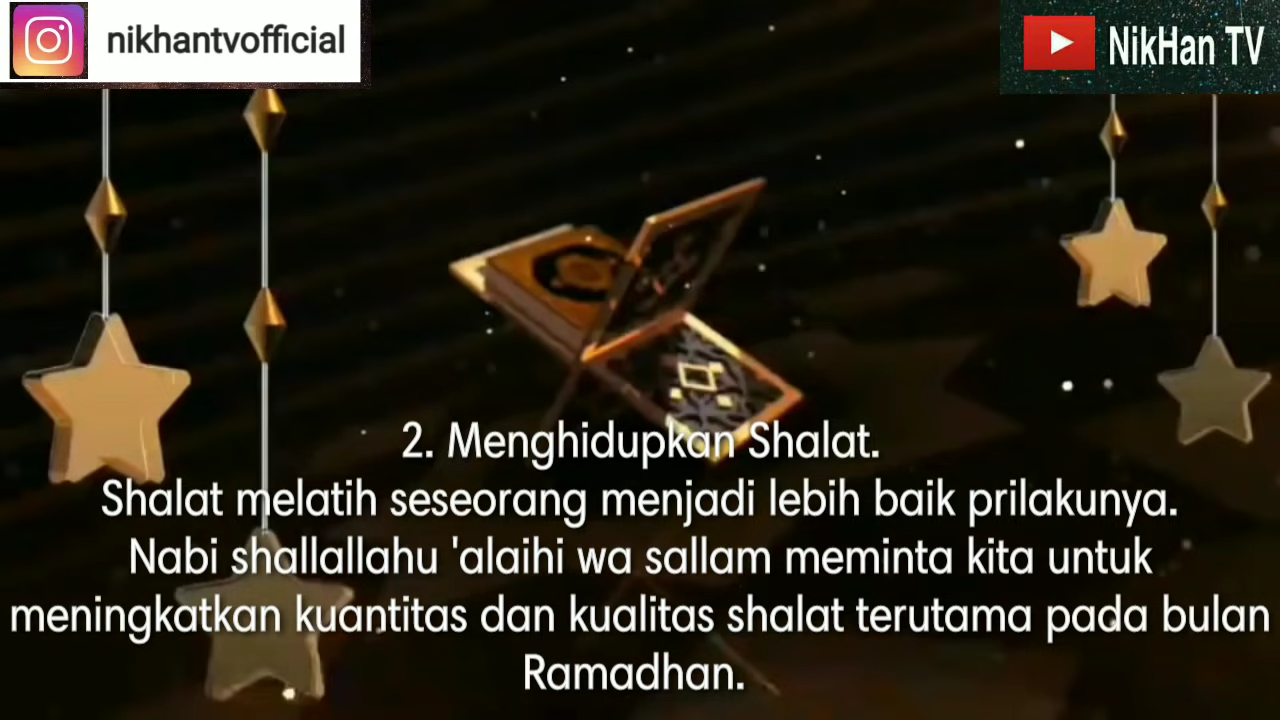 nikhantvofficial
NikHan TV
2. Menghidupkan Shalat.
Shalat melatih seseorang menjadi lebih baik prilakunya.
Nabi shallallahu 'alaihi wa sallam meminta kita untuk
meningkatkan kuantitas dan kualitas shalat terutama pada bulan
Ramadhan.